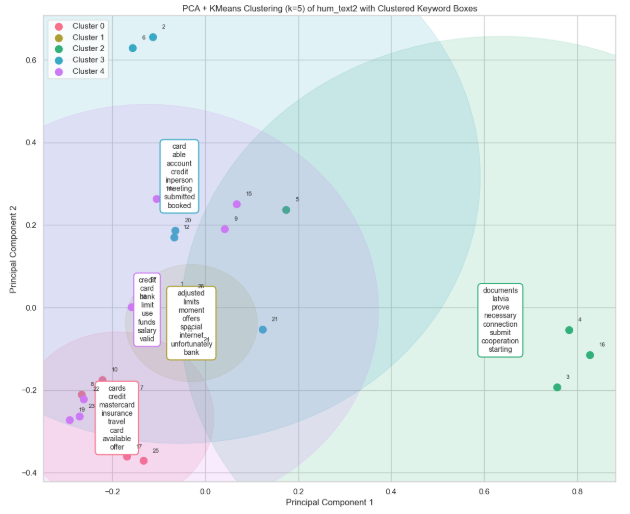 PCA + KMeans Clustering (k=5) of hum_text2 with Clustered Keyword Boxes
Cluster 0
Cluster 1
Cluster 2
Cluster 3
Cluster 4
2
6
card
able
account
credit
inperson
meeting
submitted
booked
15
5
9
20
12
credit
card
bank
limit
use
funds
salary
valid
1
26
adjusted
limits
moment
offers
special
internet
unfortunately
bank
21
documents
latvia
prove
necessary
connection
submit
cooperation
starting
4
16
3
10
8
22
7
cards
credit
mastercard
insurance
travel
card
available
offer
23
19
17
25
0.6
0.4
0.2
0.0
−0.2
−0.4
−0.2
0.0
0.2
0.4
0.6
0.8
Principal Component 2
Principal Component 1